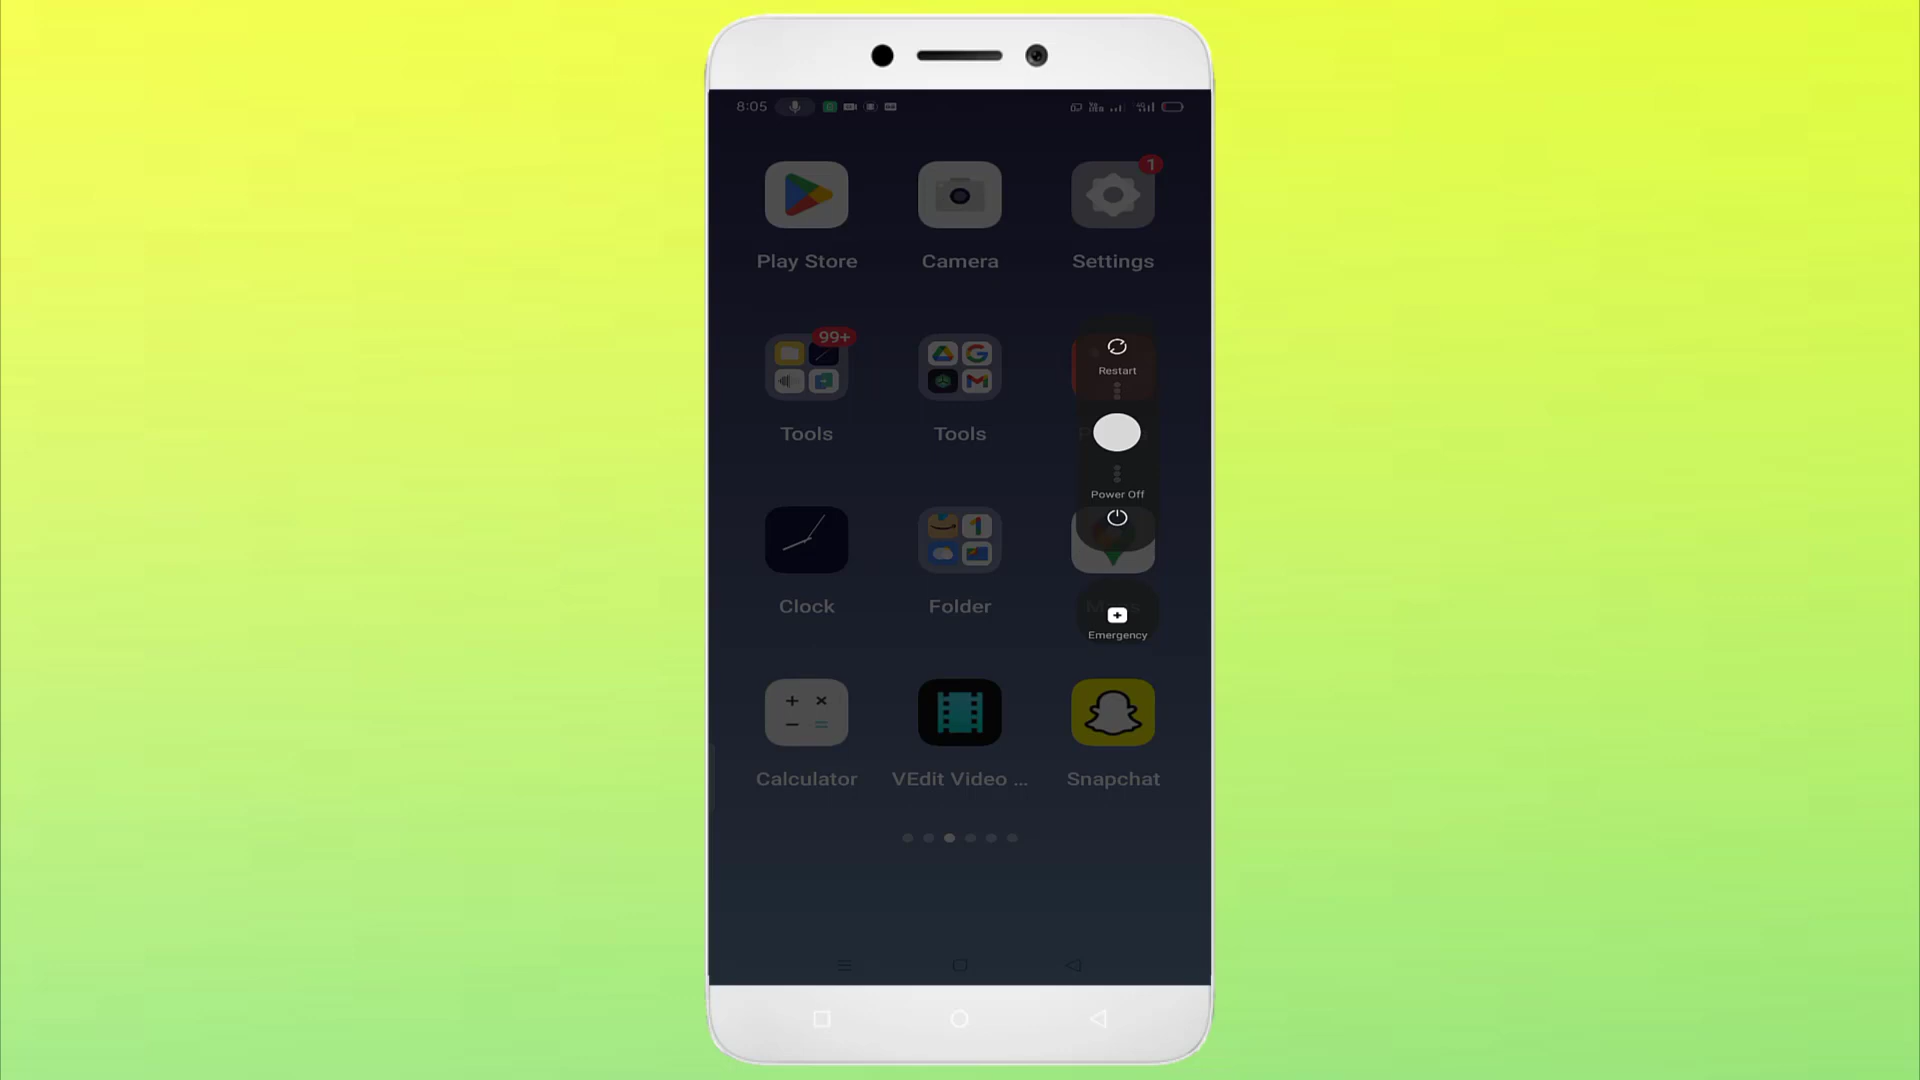 8:05
1
Play Store
Camera
Settings
99+
Restart
Tools
Tools
Power Off
Clock
Folder
Emergency
Calculator
VEdit Video ...
Snapchat